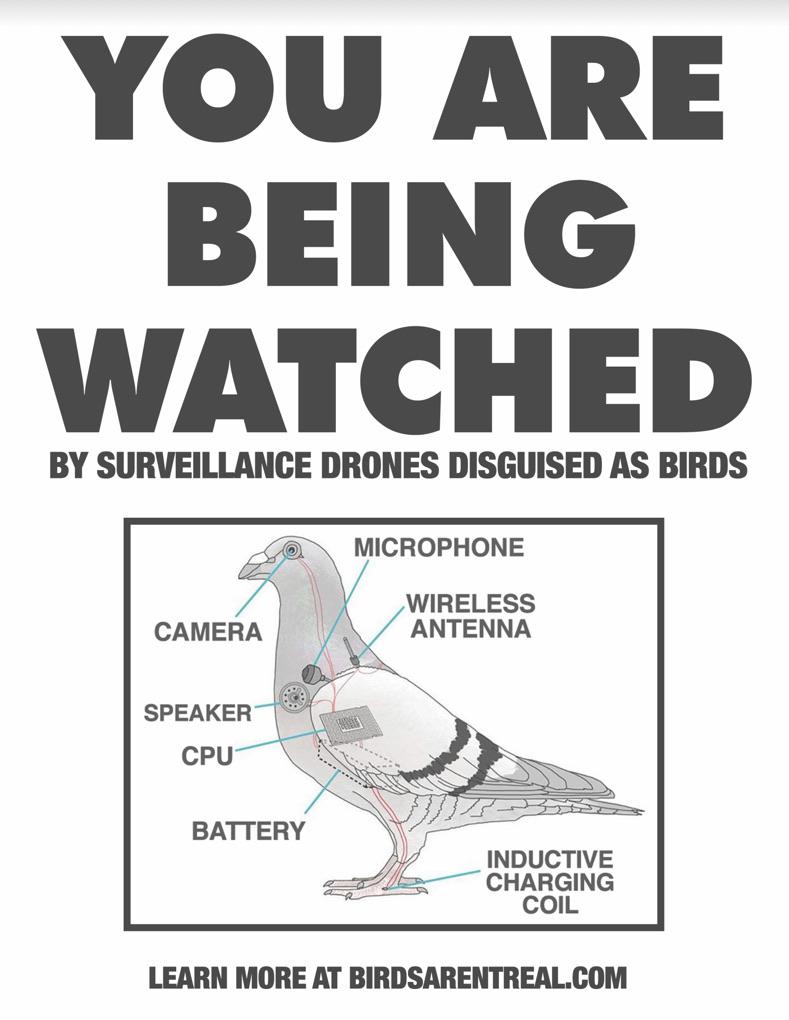 YOU ARE
BEING
WATCHED
BY SURVEILLANCE DRONES DISGUISED AS BIRDS
MICROPHONE
WIRELESS
ANTENNA
CAMERA
SPEAKER
CPU
BATTERY
INDUCTIVE
CHARGING
COIL
LEARN MORE AT BIRDSARENTREAL.COM